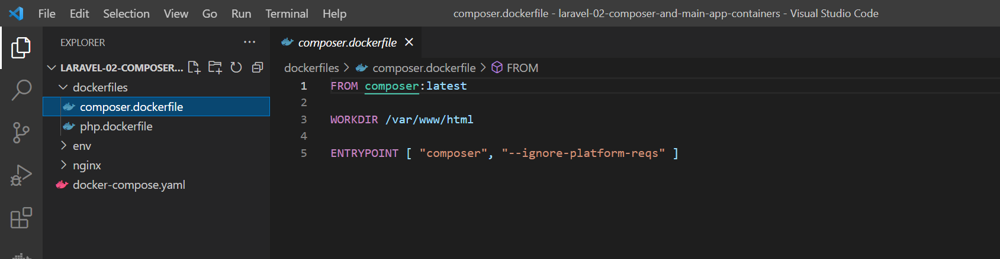 File Edit Selection View Go Run Terminal Help
composer.dockerfile - laravel-02-composer-and-main-app-containers - Visual Studio Code
EXPLORER
LARAVEL-02-COMPOSER...
dockerfiles
composer.dockerfile
php.dockerfile
env
nginx
docker-compose.yaml
composer.dockerfile
dockerfiles > composer.dockerfile > FROM
1 FROM composer:latest
2
3 WORKDIR /var/www/html
4
5 ENTRYPOINT [ "composer", "--ignore-platform-reqs" ]